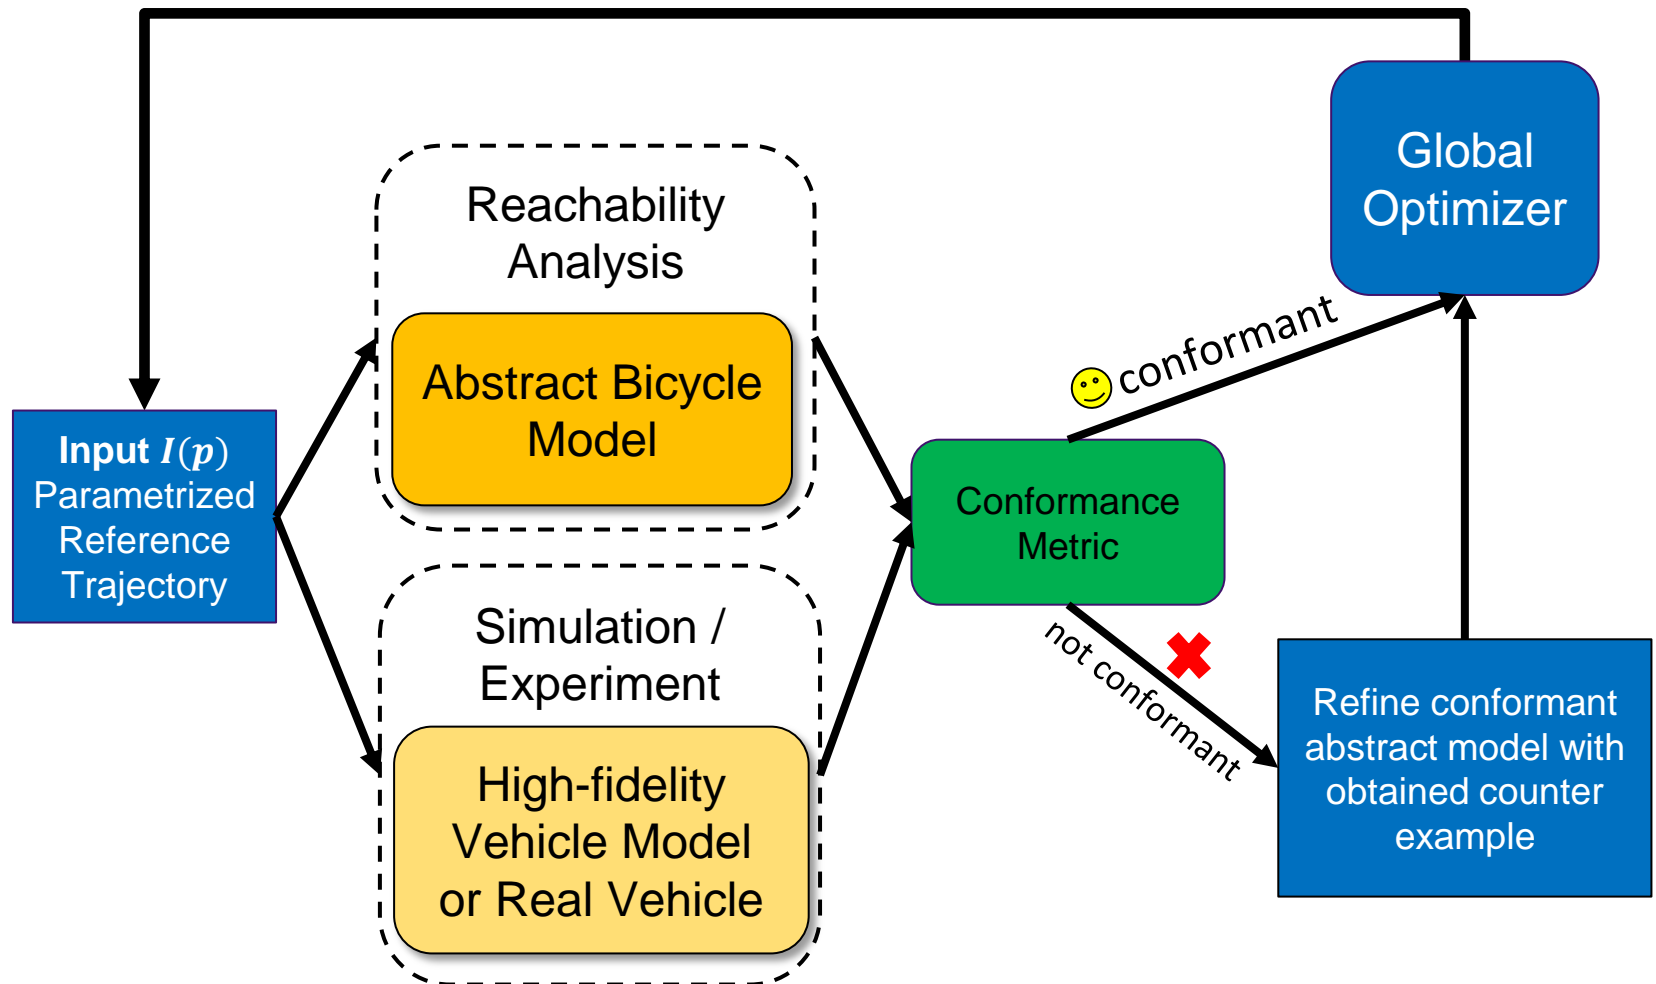 Global
Optimizer
Reachability
Analysis
Abstract Bicycle
Model
conformant
Input I(p)
Parametrized
Reference
Trajectory
Conformance
Metric
Simulation /
Experiment
High-fidelity
Vehicle Model
or Real Vehicle
not conformant
Refine conformant
abstract model with
obtained counter
example